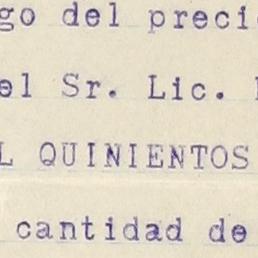 go del preci
el Sr. Lic.
L QUINIENTOS
cantidad de